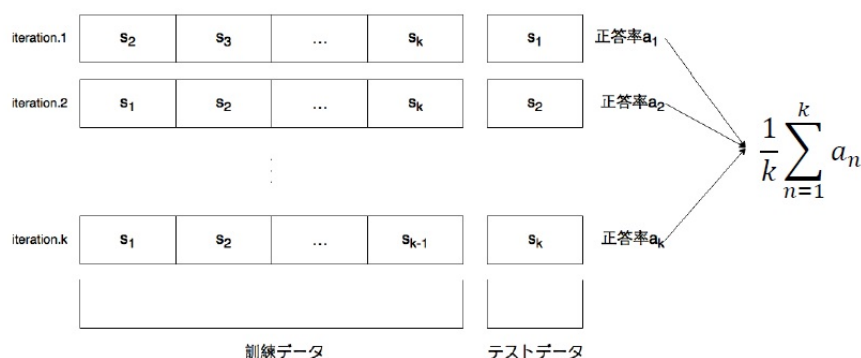 iteration.1 s₂ s₃ ... sₖ s₁ 正答率a₁
iteration.2 s₁ s₂ ... sₖ s₂ 正答率a₂
⋮
iteration.k s₁ s₂ ... sₖ₋₁ sₖ 正答率aₖ
訓練データ テストデータ
1/k ∑_{n=1}^{k} aₙ